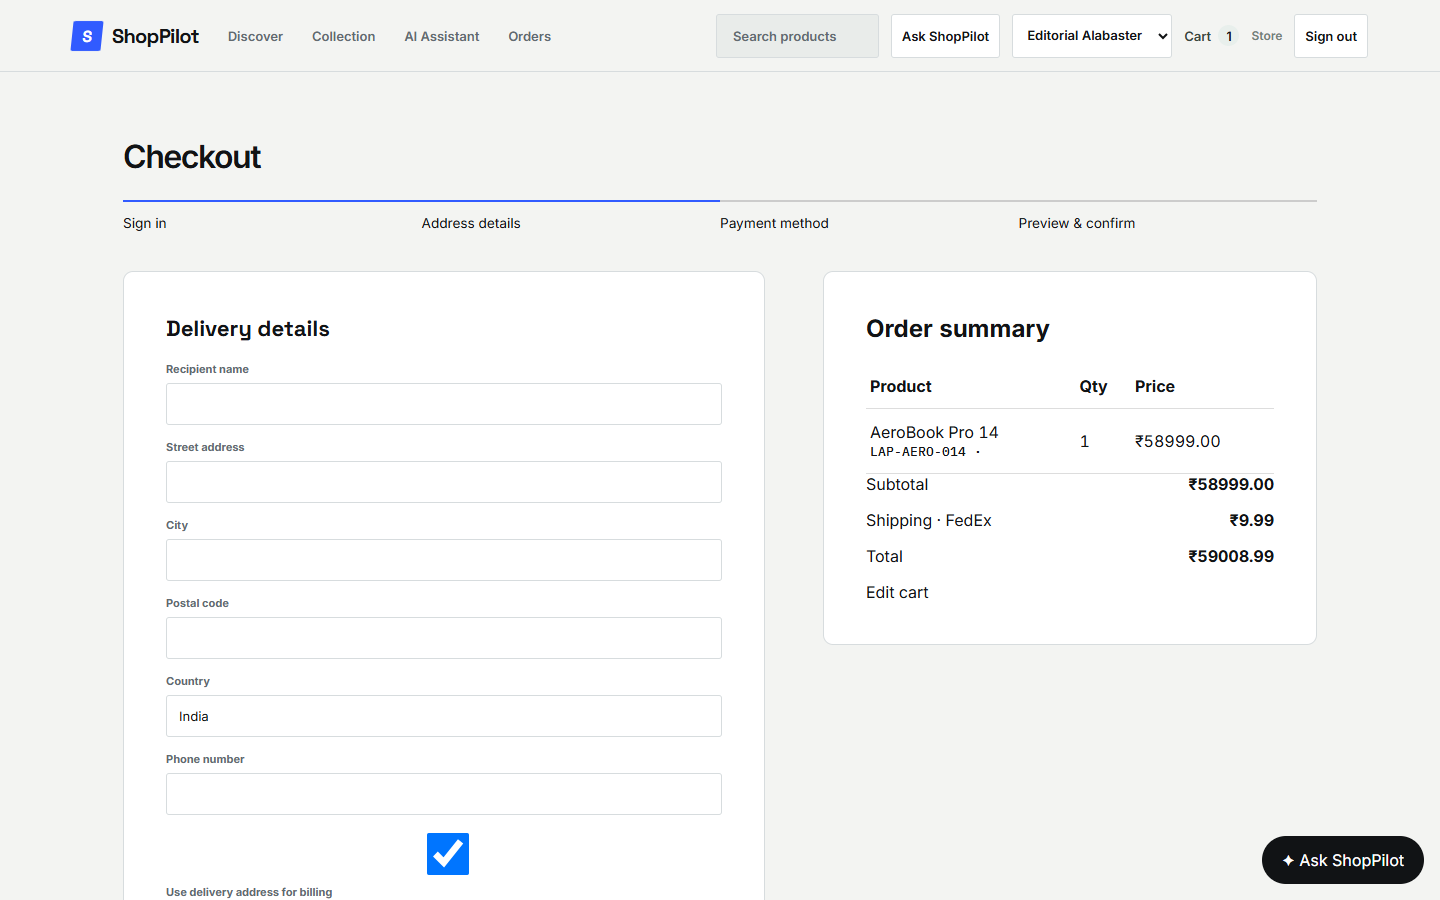 S ShopPilot Discover Collection AI Assistant Orders Search products Ask ShopPilot Editorial Alabaster Cart 1 Store Sign out
Checkout
Sign in Address details Payment method Preview & confirm
Delivery details
Recipient name
Street address
City
Postal code
Country
India
Phone number
Use delivery address for billing
Order summary
Product Qty Price
AeroBook Pro 14 1 ₹58999.00
LAP-AERO-014 ·
Subtotal ₹58999.00
Shipping · FedEx ₹9.99
Total ₹59008.99
Edit cart
✦ Ask ShopPilot